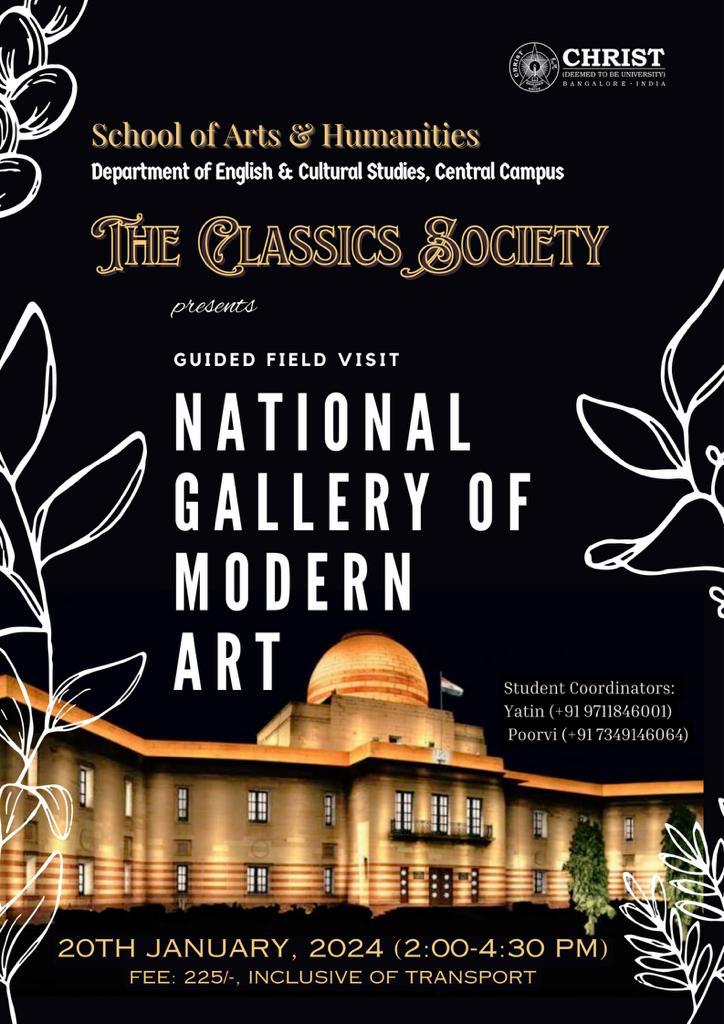 CHRIST
(DEEMED TO BE UNIVERSITY)
BANGALORE · INDIA
School of Arts & Humanities
Department of English & Cultural Studies, Central Campus
THE CLASSICS SOCIETY
presents
GUIDED FIELD VISIT
NATIONAL
GALLERY OF
MODERN
ART
Student Coordinators:
Yatin (+91 9711846001)
Poorvi (+91 7349146064)
20TH JANUARY, 2024 (2:00-4:30 PM)
FEE: 225/-, INCLUSIVE OF TRANSPORT